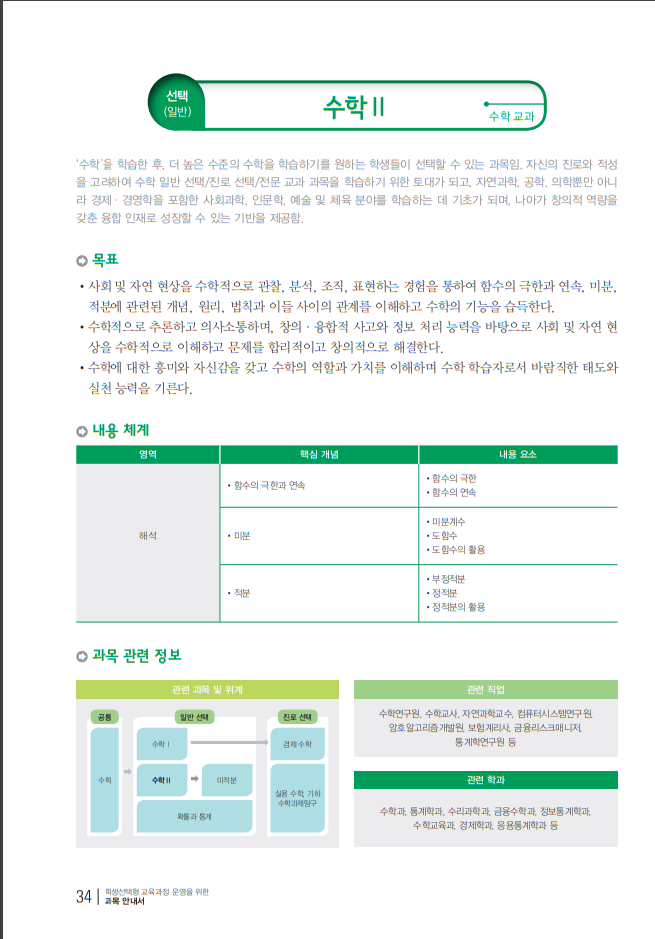 선택
(일반)
수학Ⅱ
수학 교과
‘수학’을 학습한 후, 더 높은 수준의 수학을 학습하기를 원하는 학생들이 선택할 수 있는 과목임. 자신의 진로와 적성
을 고려하여 수학 일반 선택/진로 선택/전문 교과 과목을 학습하기 위한 토대가 되고, 자연과학, 공학, 의학뿐만 아니
라 경제·경영학을 포함한 사회과학, 인문학, 예술 및 체육 분야를 학습하는 데 기초가 되며, 나아가 창의적 역량을
갖춘 융합 인재로 성장할 수 있는 기반을 제공함.
목표
• 사회 및 자연 현상을 수학적으로 관찰, 분석, 조직, 표현하는 경험을 통하여 함수의 극한과 연속, 미분,
적분에 관련된 개념, 원리, 법칙과 이들 사이의 관계를 이해하고 수학의 기능을 습득한다.
• 수학적으로 추론하고 의사소통하며, 창의·융합적 사고와 정보 처리 능력을 바탕으로 사회 및 자연 현
상을 수학적으로 이해하고 문제를 합리적이고 창의적으로 해결한다.
• 수학에 대한 흥미와 자신감을 갖고 수학의 역할과 가치를 이해하며 수학 학습자로서 바람직한 태도와
실천 능력을 기른다.
내용 체계
영역 핵심 개념 내용 요소
해석
• 함수의 극한과 연속
• 함수의 극한
• 함수의 연속
• 미분
• 미분계수
• 도함수
• 도함수의 활용
• 적분
• 부정적분
• 정적분
• 정적분의 활용
과목 관련 정보
관련 과목 및 위계
공통
일반 선택
진로 선택
수학
수학Ⅰ
경제 수학
수학Ⅱ
미적분
실용 수학, 기하
수학과제탐구
확률과 통계
관련 직업
수학연구원, 수학교사, 자연과학교수, 컴퓨터시스템연구원,
암호알고리즘개발원, 보험계리사, 금융리스크매니저,
통계학연구원 등
관련 학과
수학과, 통계학과, 수리과학과, 금융수학과, 정보통계학과,
수학교육과, 경제학과, 응용통계학과 등
34
학생선택형 교육과정 운영을 위한
과목 안내서